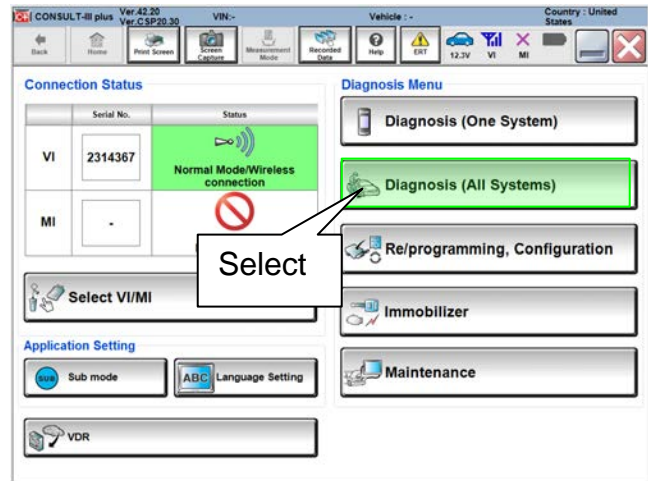 CONSULT-III plus Ver.42.20
Ver.CSP20.30
VIN:-
Vehicle : -
Country : United
States
Back
Home
Print Screen
Screen
Capture
Measurement
Mode
Recorded
Data
Help
ERT
12.3V
VI
MI
Connection Status
Serial No.
Status
VI
2314367
Normal Mode/Wireless
connection
MI
-
Select VI/MI
Application Setting
SUB
Sub mode
ABC
Language Setting
VDR
Diagnosis Menu
Diagnosis (One System)
Diagnosis (All Systems)
Select
Re/programming, Configuration
Immobilizer
Maintenance